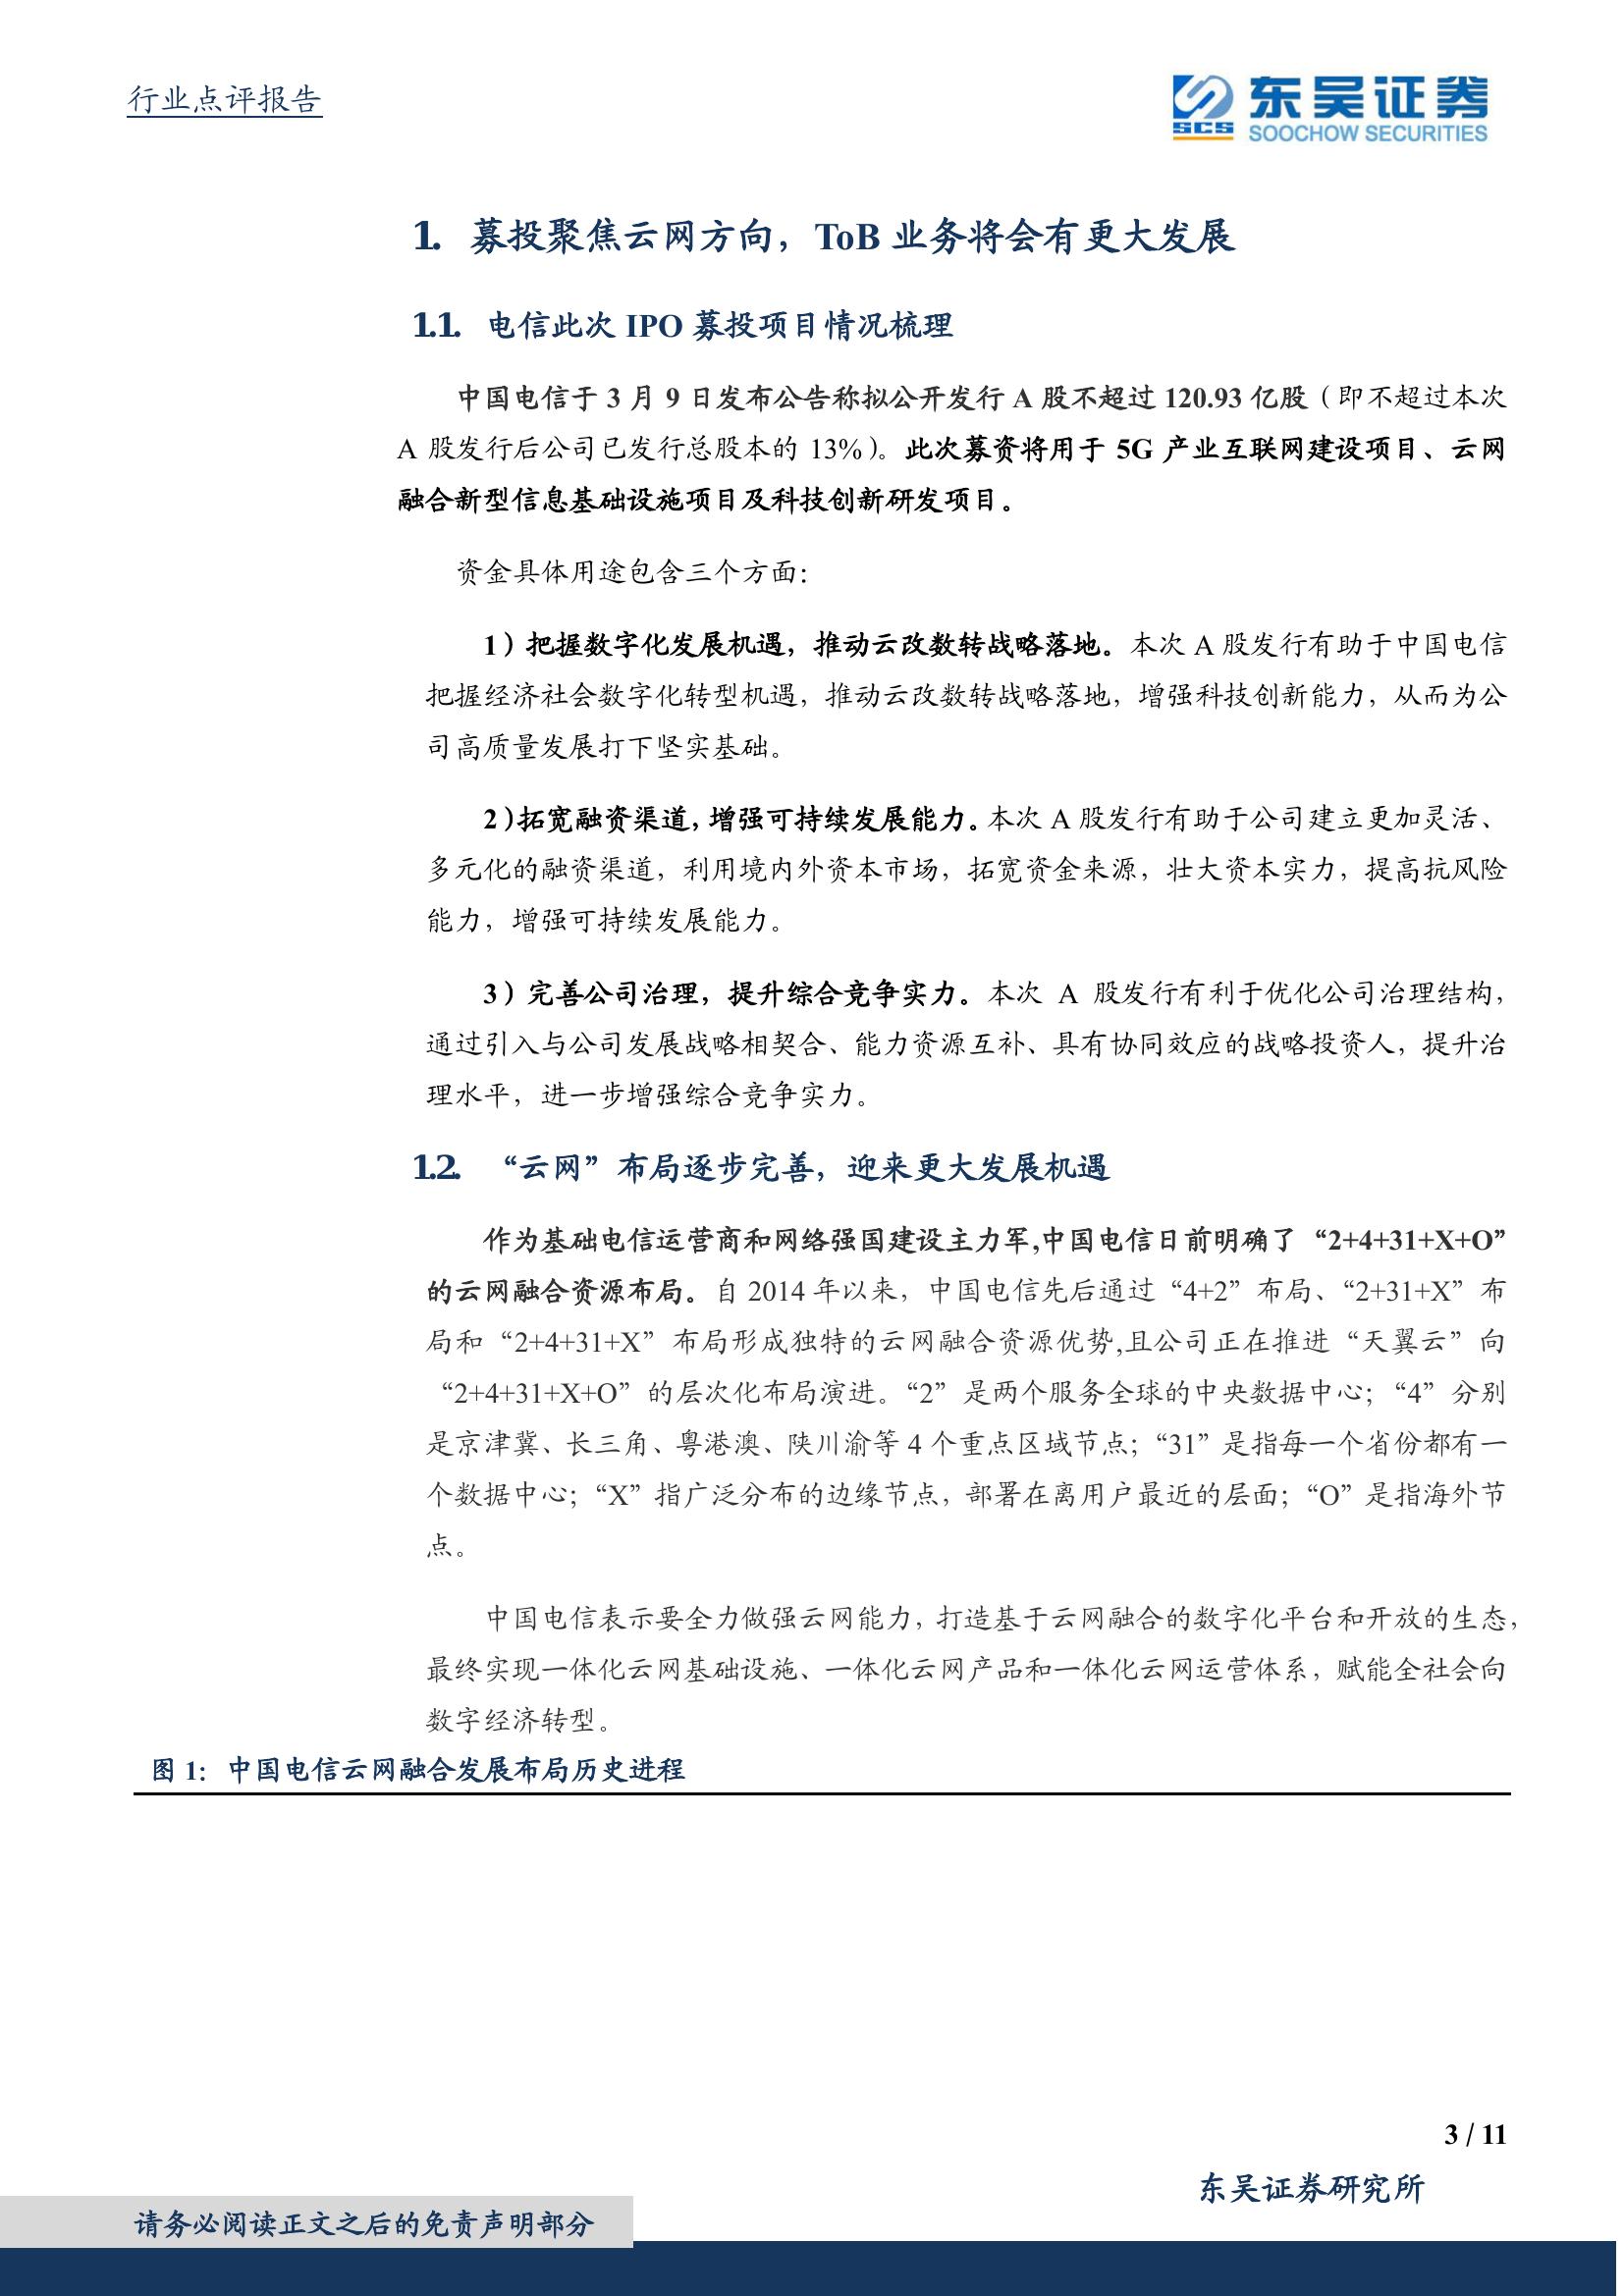 行业点评报告
SCS 东吴证券
SOOCHOW SECURITIES
1. 募投聚焦云网方向，ToB 业务将会有更大发展
1.1. 电信此次 IPO 募投项目情况梳理
中国电信于 3 月 9 日发布公告称拟公开发行 A 股不超过 120.93 亿股（即不超过本次
A 股发行后公司已发行总股本的 13%）。此次募资将用于 5G 产业互联网建设项目、云网
融合新型信息基础设施项目及科技创新研发项目。
资金具体用途包含三个方面：
1）把握数字化发展机遇，推动云改数转战略落地。本次 A 股发行有助于中国电信
把握经济社会数字化转型机遇，推动云改数转战略落地，增强科技创新能力，从而为公
司高质量发展打下坚实基础。
2）拓宽融资渠道，增强可持续发展能力。本次 A 股发行有助于公司建立更加灵活、
多元化的融资渠道，利用境内外资本市场，拓宽资金来源，壮大资本实力，提高抗风险
能力，增强可持续发展能力。
3）完善公司治理，提升综合竞争实力。本次 A 股发行有利于优化公司治理结构，
通过引入与公司发展战略相契合、能力资源互补、具有协同效应的战略投资人，提升治
理水平，进一步增强综合竞争实力。
1.2. “云网”布局逐步完善，迎来更大发展机遇
作为基础电信运营商和网络强国建设主力军,中国电信日前明确了“2+4+31+X+O”
的云网融合资源布局。自 2014 年以来，中国电信先后通过“4+2”布局、“2+31+X”布
局和“2+4+31+X”布局形成独特的云网融合资源优势,且公司正在推进“天翼云”向
“2+4+31+X+O”的层次化布局演进。“2”是两个服务全球的中央数据中心；“4”分别
是京津冀、长三角、粤港澳、陕川渝等 4 个重点区域节点；“31”是指每一个省份都有一
个数据中心；“X”指广泛分布的边缘节点，部署在离用户最近的层面；“O”是指海外节
点。
中国电信表示要全力做强云网能力，打造基于云网融合的数字化平台和开放的生态，
最终实现一体化云网基础设施、一体化云网产品和一体化云网运营体系，赋能全社会向
数字经济转型。
图 1：中国电信云网融合发展布局历史进程
3 / 11
东吴证券研究所
请务必阅读正文之后的免责声明部分